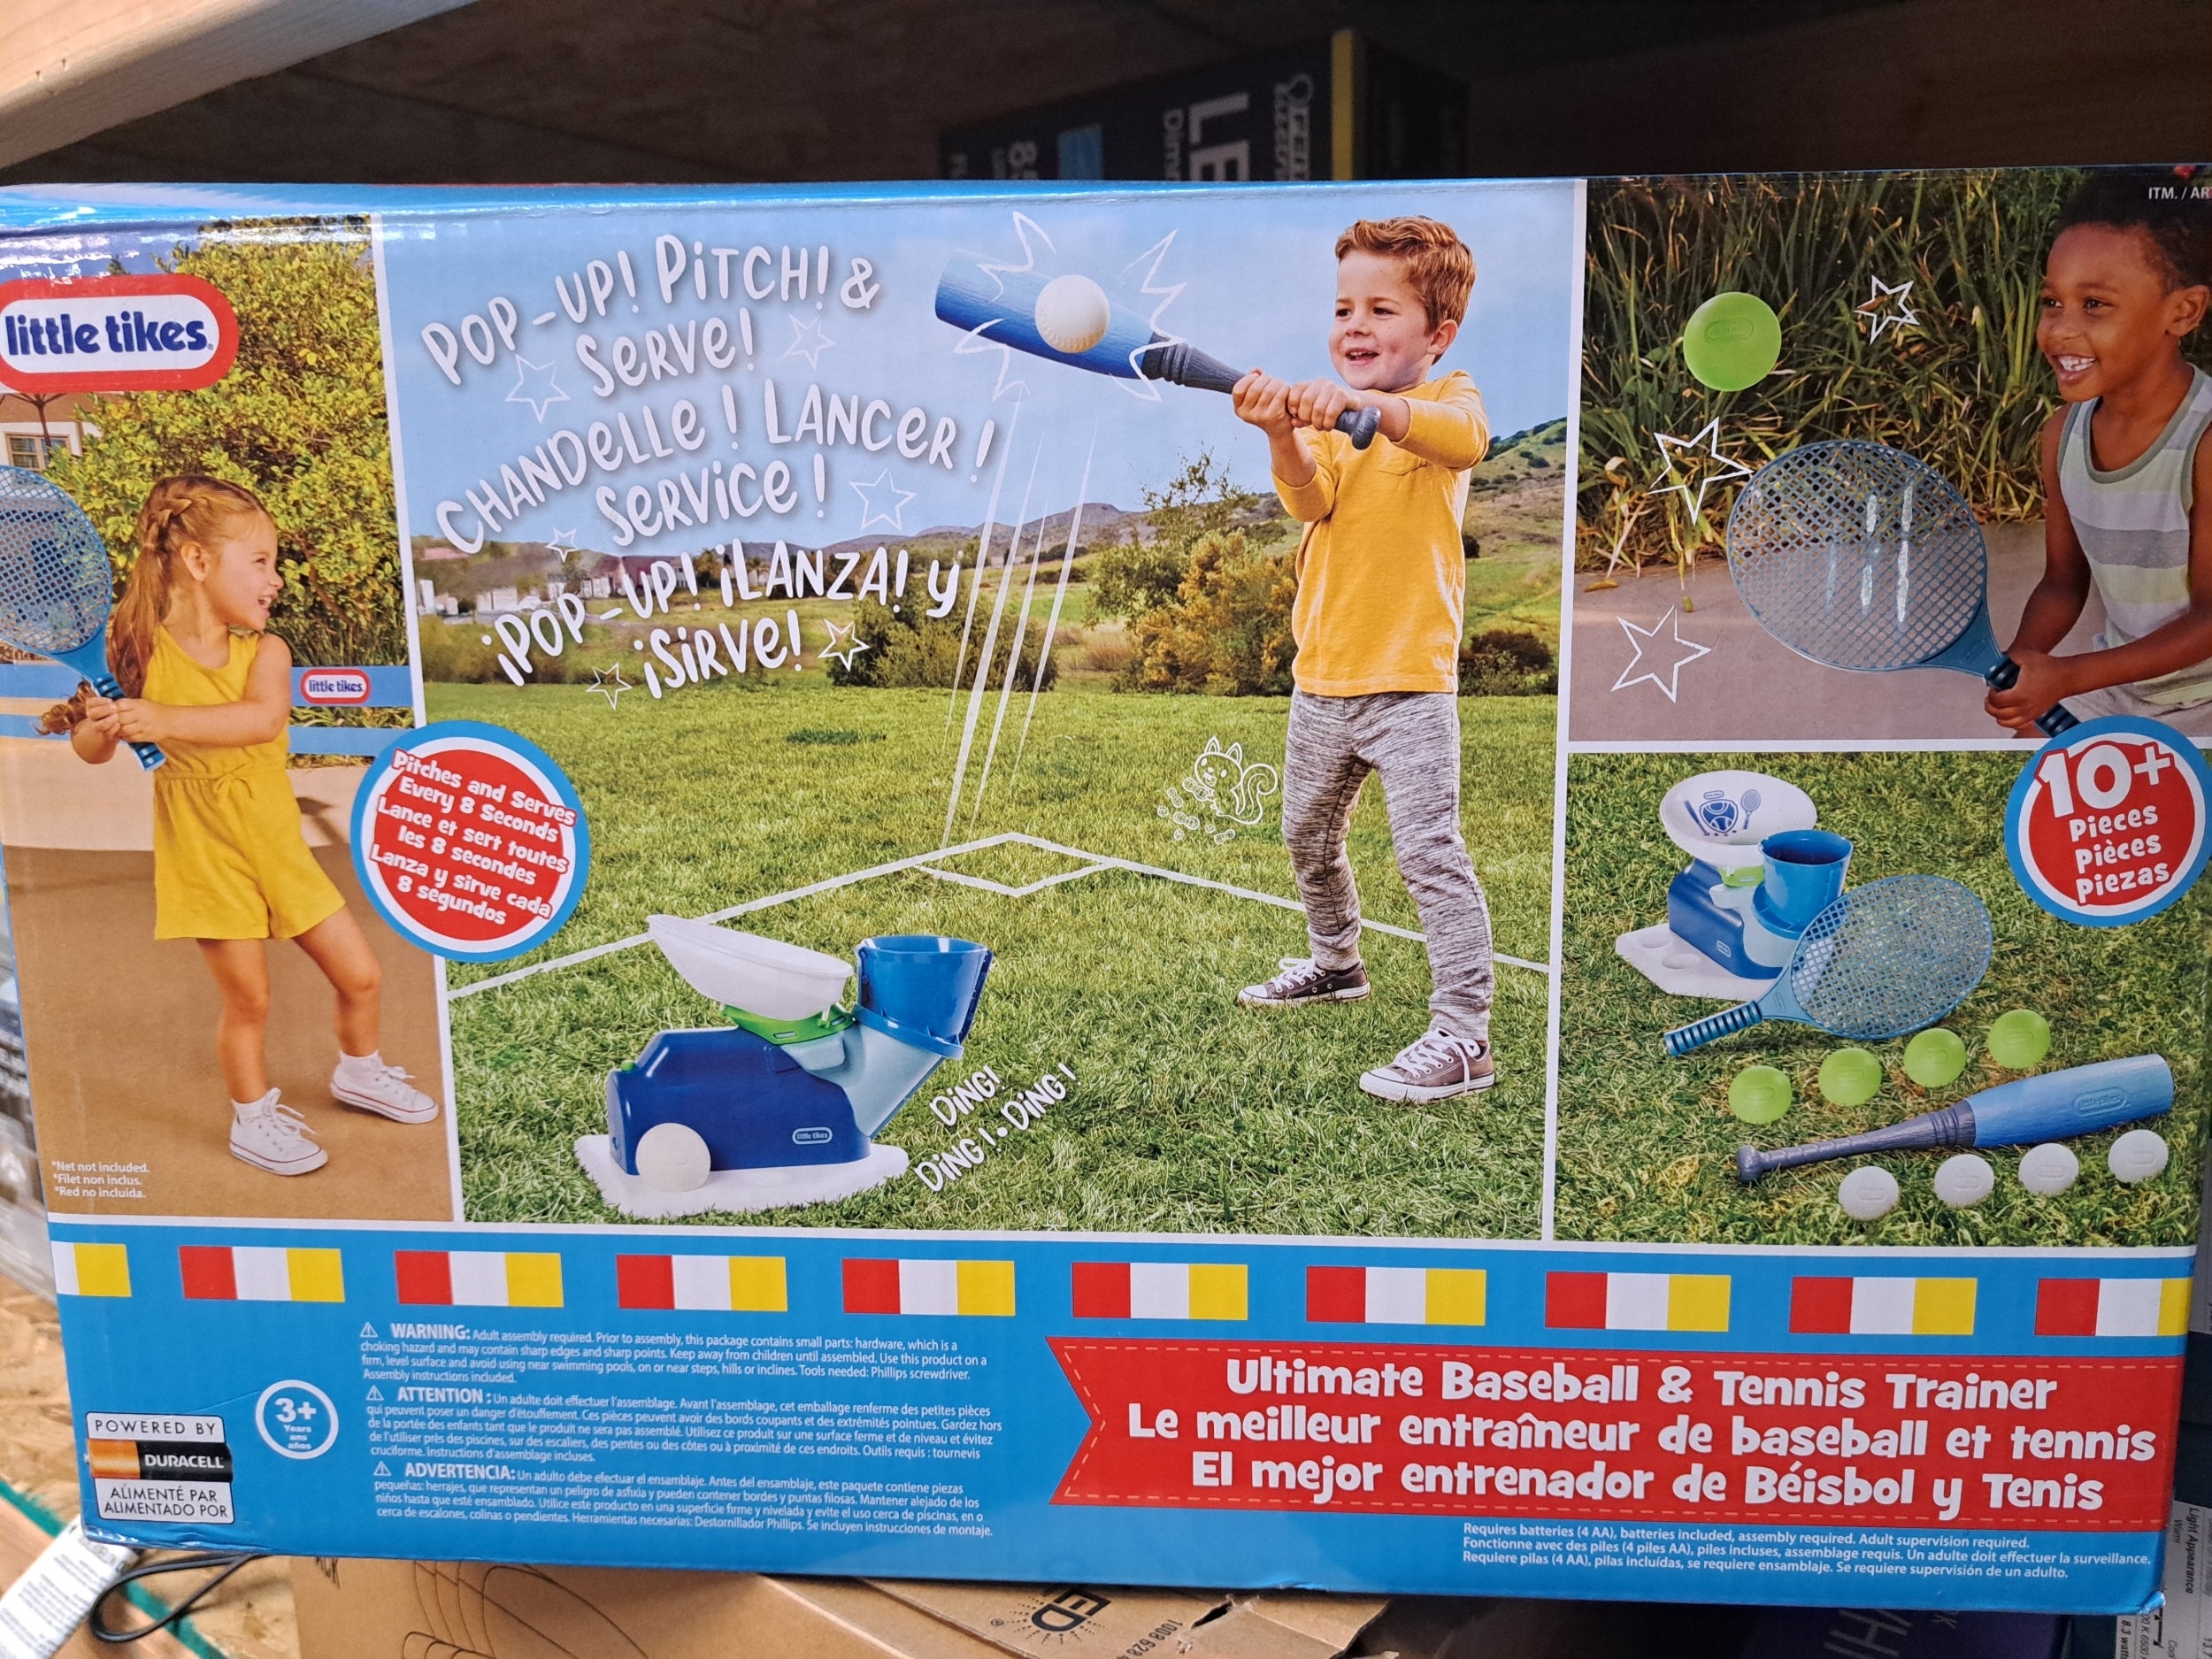 little tikes
POP-UP! PITCH! &
SERVE!
CHANDELLE ! LANCER !
SERVICE !
¡POP-UP! ¡LANZA! y
¡SIRVE!
little tikes
Pitches and Serves
Every 8 Seconds
Lance et sert toutes
les 8 secondes
Lanza y sirve cada
8 segundos
*Net not included.
*Filet non inclus.
*Red no incluida.
DING!
DING ! • DING !
little tikes
ITM. / AR
10+
Pieces
Pièces
Piezas
POWERED BY
DURACELL
ALIMENTÉ PAR
ALIMENTADO POR
3+
Years
ans
años
WARNING: Adult assembly required. Prior to assembly, this package contains small parts: hardware, which is a
choking hazard and may contain sharp edges and sharp points. Keep away from children until assembled. Use this product on a
firm, level surface and avoid using near swimming pools, on or near steps, hills or inclines. Tools needed: Phillips screwdriver.
Assembly instructions included.
ATTENTION : Un adulte doit effectuer l'assemblage. Avant l'assemblage, cet emballage renferme des petites pièces
qui peuvent poser un danger d'étouffement. Ces pièces peuvent avoir des bords coupants et des extrémités pointues. Gardez hors
de la portée des enfants tant que le produit ne sera pas assemblé. Utilisez ce produit sur une surface ferme et de niveau et évitez
de l'utiliser près des piscines, sur des escaliers, des pentes ou des côtes ou à proximité de ces endroits. Outils requis : tournevis
cruciforme. Instructions d'assemblage incluses.
ADVERTENCIA: Un adulto debe efectuar el ensamblaje. Antes del ensamblaje, este paquete contiene piezas
pequeñas: herrajes, que representan un peligro de asfixia y pueden contener bordes y puntas filosas. Mantener alejado de los
niños hasta que esté ensamblado. Utilice este producto en una superficie firme y nivelada y evite el uso cerca de piscinas, en o
cerca de escalones, colinas o pendientes. Herramientas necesarias: Destornillador Phillips. Se incluyen instrucciones de montaje.
Ultimate Baseball & Tennis Trainer
Le meilleur entraîneur de baseball et tennis
El mejor entrenador de Béisbol y Tenis
Requires batteries (4 AA), batteries included, assembly required. Adult supervision required.
Fonctionne avec des piles (4 piles AA), piles incluses, assemblage requis. Un adulte doit effectuer la surveillance.
Requiere pilas (4 AA), pilas incluidas, se requiere ensamblaje. Se requiere supervisión de un adulto.
Light Appearance
Warm